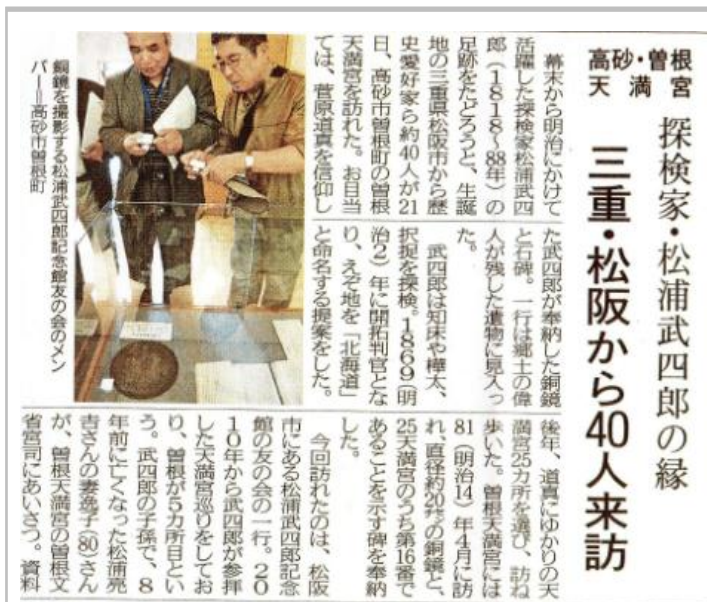 高砂・曽根
天満宮
探検家・松浦武四郎の縁
三重・松阪から40人来訪
幕末から明治にかけて
活躍した探検家松浦武四
郎（1818〜88年）の
足跡をたどろうと、生誕
地の三重県松阪市から歴
史愛好家ら約40人が21
日、高砂市曽根町の曽根
天満宮を訪れた。お目当
ては、菅原道真を信仰し
た武四郎が奉納した銅鏡
と石碑。一行は郷土の偉
人が残した遺物に見入っ
た。
武四郎は知床や樺太、
択捉を探検。1869（明
治2）年に開拓判官とな
り、えぞ地を「北海道」
と命名する提案をした。
後年、道真にゆかりの天
満宮25カ所を選び、訪ね
歩いた。曽根天満宮には
81（明治14）年4月に訪
れ、直径約20㌢の銅鏡と、
25天満宮のうち第16番で
あることを示す碑を奉納
した。
今回訪れたのは、松阪
市にある松浦武四郎記念
館の友の会の一行。20
10年から武四郎が参拝
した天満宮巡りをしてお
り、曽根が5カ所目とい
う。武四郎の子孫で、8
年前に亡くなった松浦亮
吉さんの妻逸子（80）さん
が、曽根天満宮の曽根文
省宮司にあいさつ。資料
銅鏡を撮影する松浦武四郎記念館友の会のメン
バー＝高砂市曽根町